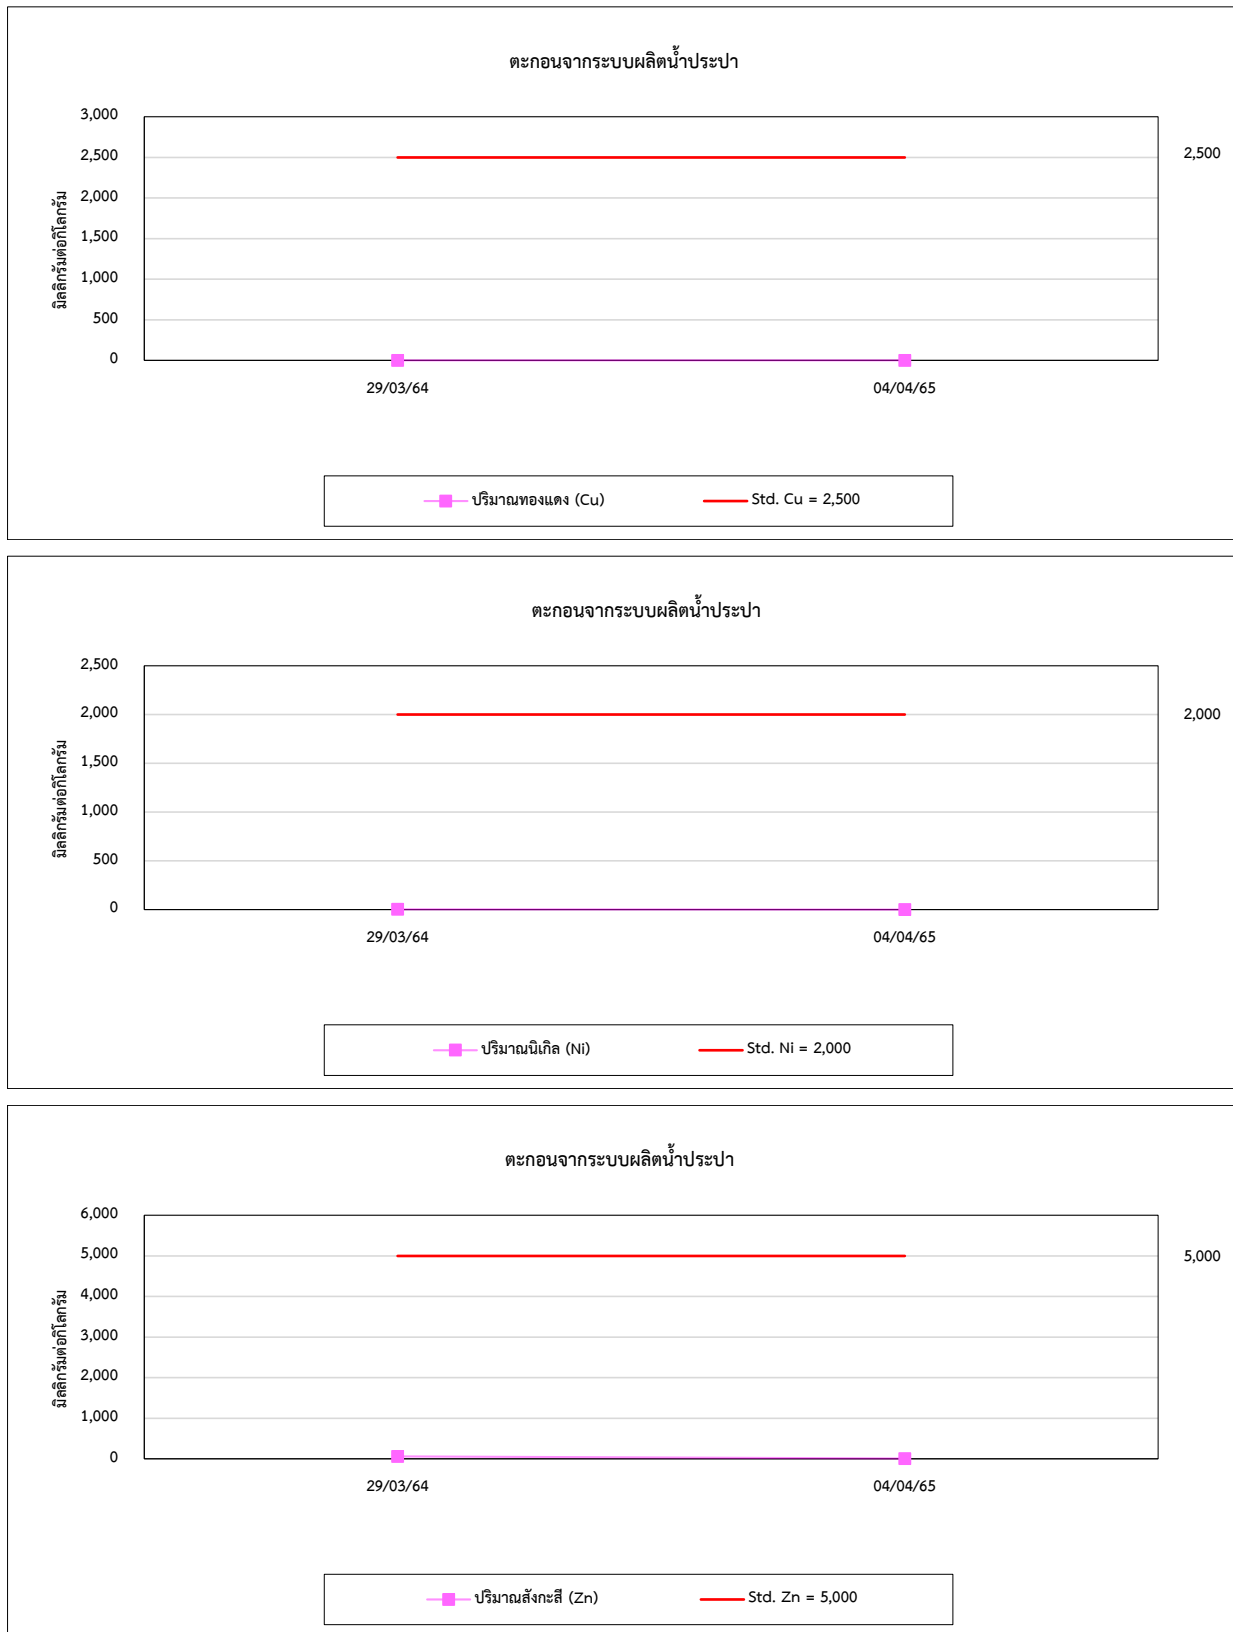 ตะกอนจากระบบผลิตน้ำประปา
3,000
2,500
2,000
1,500
1,000
500
0
มิลลิกรัมต่อกิโลกรัม
2,500
29/03/64 04/04/65
ปริมาณทองแดง (Cu) Std. Cu = 2,500
ตะกอนจากระบบผลิตน้ำประปา
2,500
2,000
1,500
1,000
500
0
มิลลิกรัมต่อกิโลกรัม
2,000
29/03/64 04/04/65
ปริมาณนิเกิล (Ni) Std. Ni = 2,000
ตะกอนจากระบบผลิตน้ำประปา
6,000
5,000
4,000
3,000
2,000
1,000
0
มิลลิกรัมต่อกิโลกรัม
5,000
29/03/64 04/04/65
ปริมาณสังกะสี (Zn) Std. Zn = 5,000